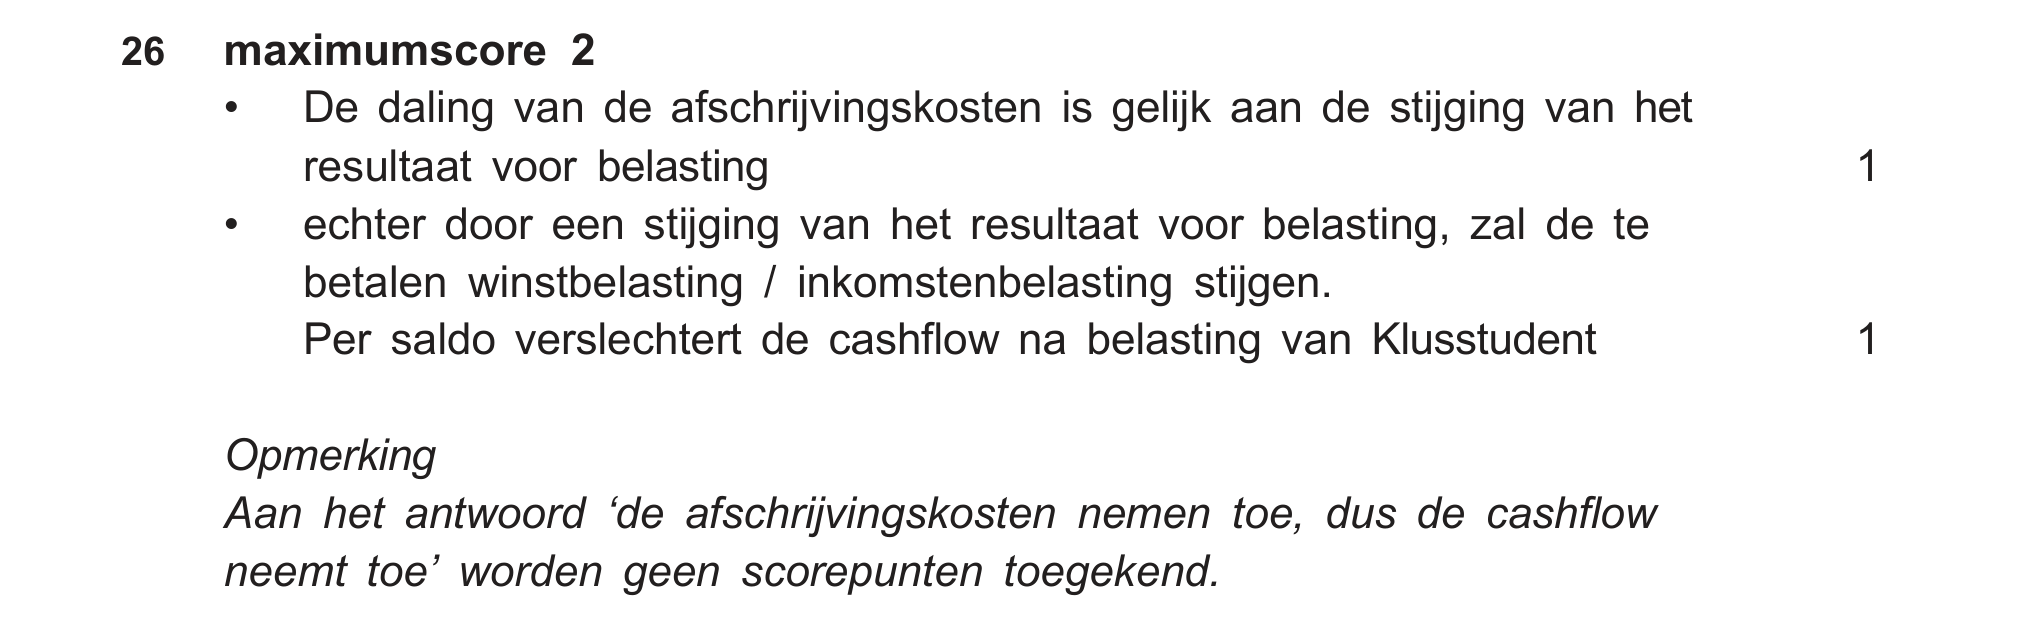 26 maximumscore 2
• De daling van de afschrijvingskosten is gelijk aan de stijging van het
resultaat voor belasting 1
• echter door een stijging van het resultaat voor belasting, zal de te
betalen winstbelasting / inkomstenbelasting stijgen.
Per saldo verslechtert de cashflow na belasting van Klusstudent 1
Opmerking
Aan het antwoord ‘de afschrijvingskosten nemen toe, dus de cashflow
neemt toe’ worden geen scorepunten toegekend.